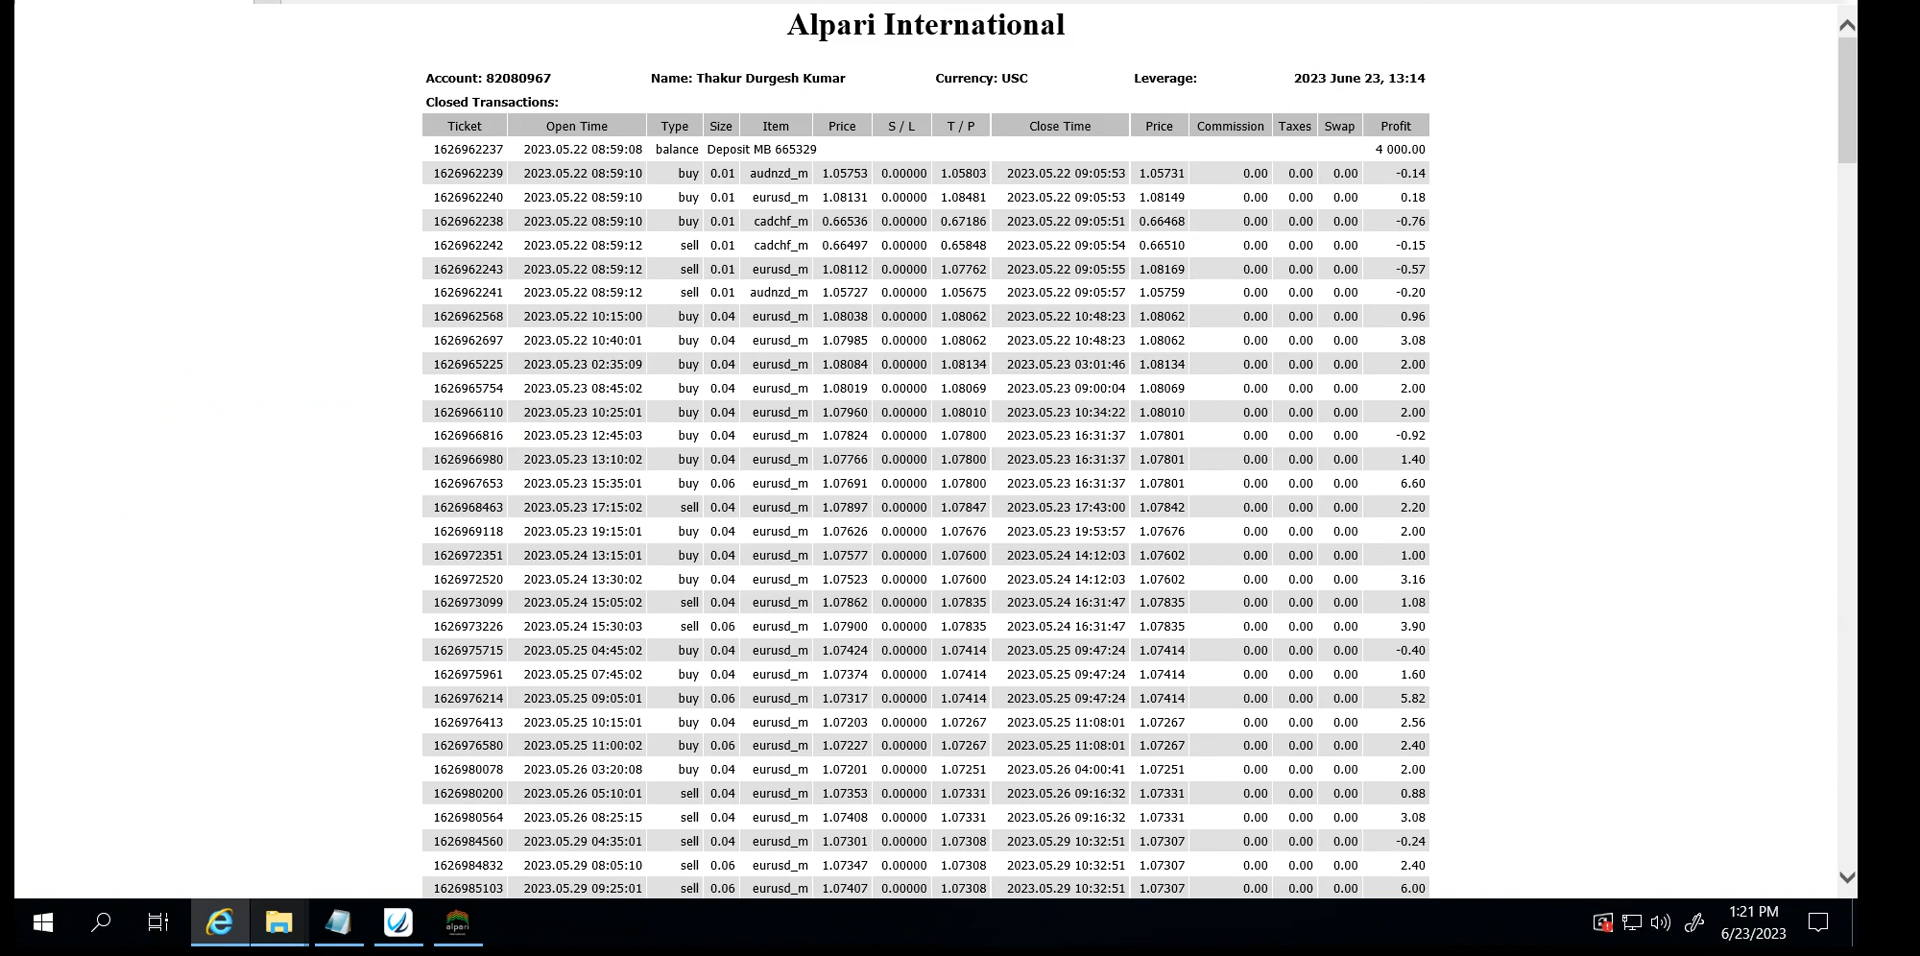 Alpari International
Account: 82080967 Name: Thakur Durgesh Kumar Currency: USC Leverage: 2023 June 23, 13:14
Closed Transactions:
Ticket Open Time Type Size Item Price S / L T / P Close Time Price Commission Taxes Swap Profit
1626962237 2023.05.22 08:59:08 balance Deposit MB 665329 4 000.00
1626962239 2023.05.22 08:59:10 buy 0.01 audnzd_m 1.05753 0.00000 1.05803 2023.05.22 09:05:53 1.05731 0.00 0.00 0.00 -0.14
1626962240 2023.05.22 08:59:10 buy 0.01 eurusd_m 1.08131 0.00000 1.08481 2023.05.22 09:05:53 1.08149 0.00 0.00 0.00 0.18
1626962238 2023.05.22 08:59:10 buy 0.01 cadchf_m 0.66536 0.00000 0.67186 2023.05.22 09:05:51 0.66468 0.00 0.00 0.00 -0.76
1626962242 2023.05.22 08:59:12 sell 0.01 cadchf_m 0.66497 0.00000 0.65848 2023.05.22 09:05:54 0.66510 0.00 0.00 0.00 -0.15
1626962243 2023.05.22 08:59:12 sell 0.01 eurusd_m 1.08112 0.00000 1.07762 2023.05.22 09:05:55 1.08169 0.00 0.00 0.00 -0.57
1626962241 2023.05.22 08:59:12 sell 0.01 audnzd_m 1.05727 0.00000 1.05675 2023.05.22 09:05:57 1.05759 0.00 0.00 0.00 -0.20
1626962568 2023.05.22 10:15:00 buy 0.04 eurusd_m 1.08038 0.00000 1.08062 2023.05.22 10:48:23 1.08062 0.00 0.00 0.00 0.96
1626962697 2023.05.22 10:40:01 buy 0.04 eurusd_m 1.07985 0.00000 1.08062 2023.05.22 10:48:23 1.08062 0.00 0.00 0.00 3.08
1626965225 2023.05.23 02:35:09 buy 0.04 eurusd_m 1.08084 0.00000 1.08134 2023.05.23 03:01:46 1.08134 0.00 0.00 0.00 2.00
1626965754 2023.05.23 08:45:02 buy 0.04 eurusd_m 1.08019 0.00000 1.08069 2023.05.23 09:00:04 1.08069 0.00 0.00 0.00 2.00
1626966110 2023.05.23 10:25:01 buy 0.04 eurusd_m 1.07960 0.00000 1.08010 2023.05.23 10:34:22 1.08010 0.00 0.00 0.00 2.00
1626966816 2023.05.23 12:45:03 buy 0.04 eurusd_m 1.07824 0.00000 1.07800 2023.05.23 16:31:37 1.07801 0.00 0.00 0.00 -0.92
1626966980 2023.05.23 13:10:02 buy 0.04 eurusd_m 1.07766 0.00000 1.07800 2023.05.23 16:31:37 1.07801 0.00 0.00 0.00 1.40
1626967653 2023.05.23 15:35:01 buy 0.06 eurusd_m 1.07691 0.00000 1.07800 2023.05.23 16:31:37 1.07801 0.00 0.00 0.00 6.60
1626968463 2023.05.23 17:15:02 sell 0.04 eurusd_m 1.07897 0.00000 1.07847 2023.05.23 17:43:00 1.07842 0.00 0.00 0.00 2.20
1626969118 2023.05.23 19:15:01 buy 0.04 eurusd_m 1.07626 0.00000 1.07676 2023.05.23 19:53:57 1.07676 0.00 0.00 0.00 2.00
1626972351 2023.05.24 13:15:01 buy 0.04 eurusd_m 1.07577 0.00000 1.07600 2023.05.24 14:12:03 1.07602 0.00 0.00 0.00 1.00
1626972520 2023.05.24 13:30:02 buy 0.04 eurusd_m 1.07523 0.00000 1.07600 2023.05.24 14:12:03 1.07602 0.00 0.00 0.00 3.16
1626973099 2023.05.24 15:05:02 sell 0.04 eurusd_m 1.07862 0.00000 1.07835 2023.05.24 16:31:47 1.07835 0.00 0.00 0.00 1.08
1626973226 2023.05.24 15:30:03 sell 0.06 eurusd_m 1.07900 0.00000 1.07835 2023.05.24 16:31:47 1.07835 0.00 0.00 0.00 3.90
1626975715 2023.05.25 04:45:02 buy 0.04 eurusd_m 1.07424 0.00000 1.07414 2023.05.25 09:47:24 1.07414 0.00 0.00 0.00 -0.40
1626975961 2023.05.25 07:45:02 buy 0.04 eurusd_m 1.07374 0.00000 1.07414 2023.05.25 09:47:24 1.07414 0.00 0.00 0.00 1.60
1626976214 2023.05.25 09:05:01 buy 0.06 eurusd_m 1.07317 0.00000 1.07414 2023.05.25 09:47:24 1.07414 0.00 0.00 0.00 5.82
1626976413 2023.05.25 10:15:01 buy 0.04 eurusd_m 1.07203 0.00000 1.07267 2023.05.25 11:08:01 1.07267 0.00 0.00 0.00 2.56
1626976580 2023.05.25 11:00:02 buy 0.06 eurusd_m 1.07227 0.00000 1.07267 2023.05.25 11:08:01 1.07267 0.00 0.00 0.00 2.40
1626980078 2023.05.26 03:20:08 buy 0.04 eurusd_m 1.07201 0.00000 1.07251 2023.05.26 04:00:41 1.07251 0.00 0.00 0.00 2.00
1626980200 2023.05.26 05:10:01 sell 0.04 eurusd_m 1.07353 0.00000 1.07331 2023.05.26 09:16:32 1.07331 0.00 0.00 0.00 0.88
1626980564 2023.05.26 08:25:15 sell 0.04 eurusd_m 1.07408 0.00000 1.07331 2023.05.26 09:16:32 1.07331 0.00 0.00 0.00 3.08
1626984560 2023.05.29 04:35:01 sell 0.04 eurusd_m 1.07301 0.00000 1.07308 2023.05.29 10:32:51 1.07307 0.00 0.00 0.00 -0.24
1626984832 2023.05.29 08:05:10 sell 0.06 eurusd_m 1.07347 0.00000 1.07308 2023.05.29 10:32:51 1.07307 0.00 0.00 0.00 2.40
1626985103 2023.05.29 09:25:01 sell 0.06 eurusd_m 1.07407 0.00000 1.07308 2023.05.29 10:32:51 1.07307 0.00 0.00 0.00 6.00
alpari
1:21 PM
6/23/2023